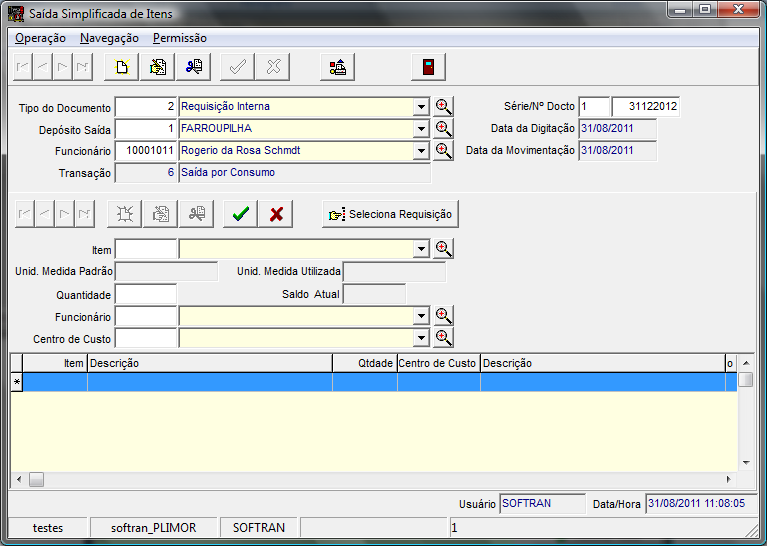 Saída Simplificada de Itens
Operação Navegação Permissão
Tipo do Documento 2 Requisição Interna Série/Nº Docto 1 31122012
Depósito Saída 1 FARROUPILHA Data da Digitação 31/08/2011
Funcionário 10001011 Rogerio da Rosa Schmdt Data da Movimentação 31/08/2011
Transação 6 Saída por Consumo
Seleciona Requisição
Item
Unid. Medida Padrão Unid. Medida Utilizada
Quantidade Saldo Atual
Funcionário
Centro de Custo
Item Descrição Qtdade Centro de Custo Descrição o
*
Usuário SOFTRAN Data/Hora 31/08/2011 11:08:05
testes softran_PLIMOR SOFTRAN 1